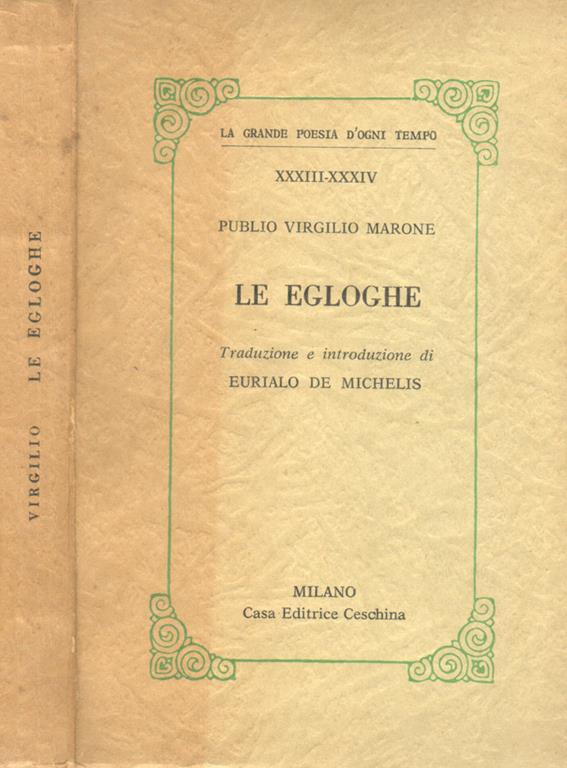 VIRGILIO LE EGLOGHE
LA GRANDE POESIA D'OGNI TEMPO
XXXIII-XXXIV
PUBLIO VIRGILIO MARONE
LE EGLOGHE
Traduzione e introduzione di
EURIALO DE MICHELIS
MILANO
Casa Editrice Ceschina